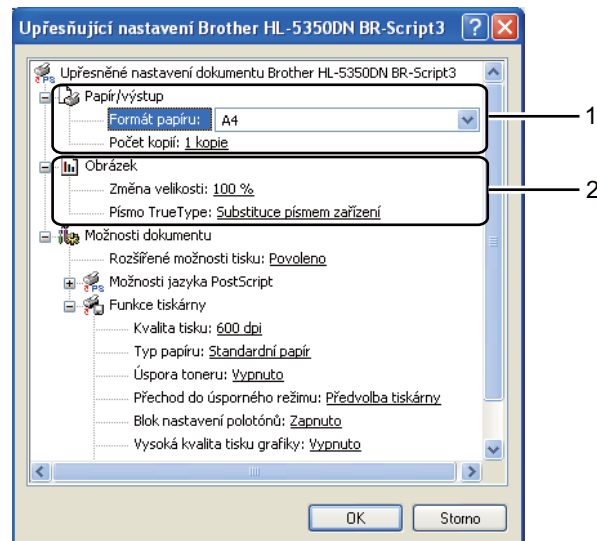 Upřesňující nastavení Brother HL-5350DN BR-Script3
Upřesněné nastavení dokumentu Brother HL-5350DN BR-Script3
Papír/výstup
Formát papíru: A4
1
Počet kopií: 1 kopie
Obrázek
Změna velikosti: 100 %
2
Písmo TrueType: Substituce písmem zařízení
Možnosti dokumentu
Rozšířené možnosti tisku: Povoleno
Možnosti jazyka PostScript
Funkce tiskárny
Kvalita tisku: 600 dpi
Typ papíru: Standardní papír
Úspora toneru: Vypnuto
Přechod do úsporného režimu: Předvolba tiskárny
Blok nastavení polotónů: Zapnuto
Vysoká kvalita tisku grafiky: Vypnuto
OK Storno